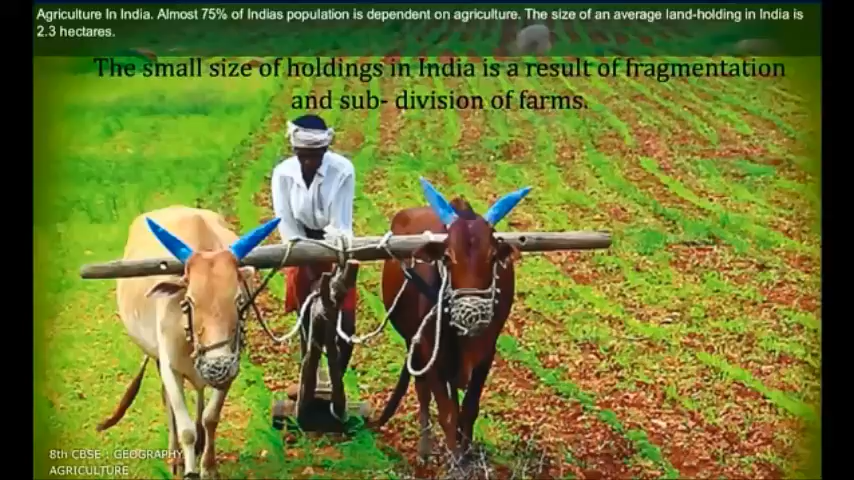 Agriculture In India. Almost 75% of Indias population is dependent on agriculture. The size of an average land-holding in India is
2.3 hectares.
The small size of holdings in India is a result of fragmentation
and sub- division of farms.
8th CBSE : GEOGRAPHY
AGRICULTURE